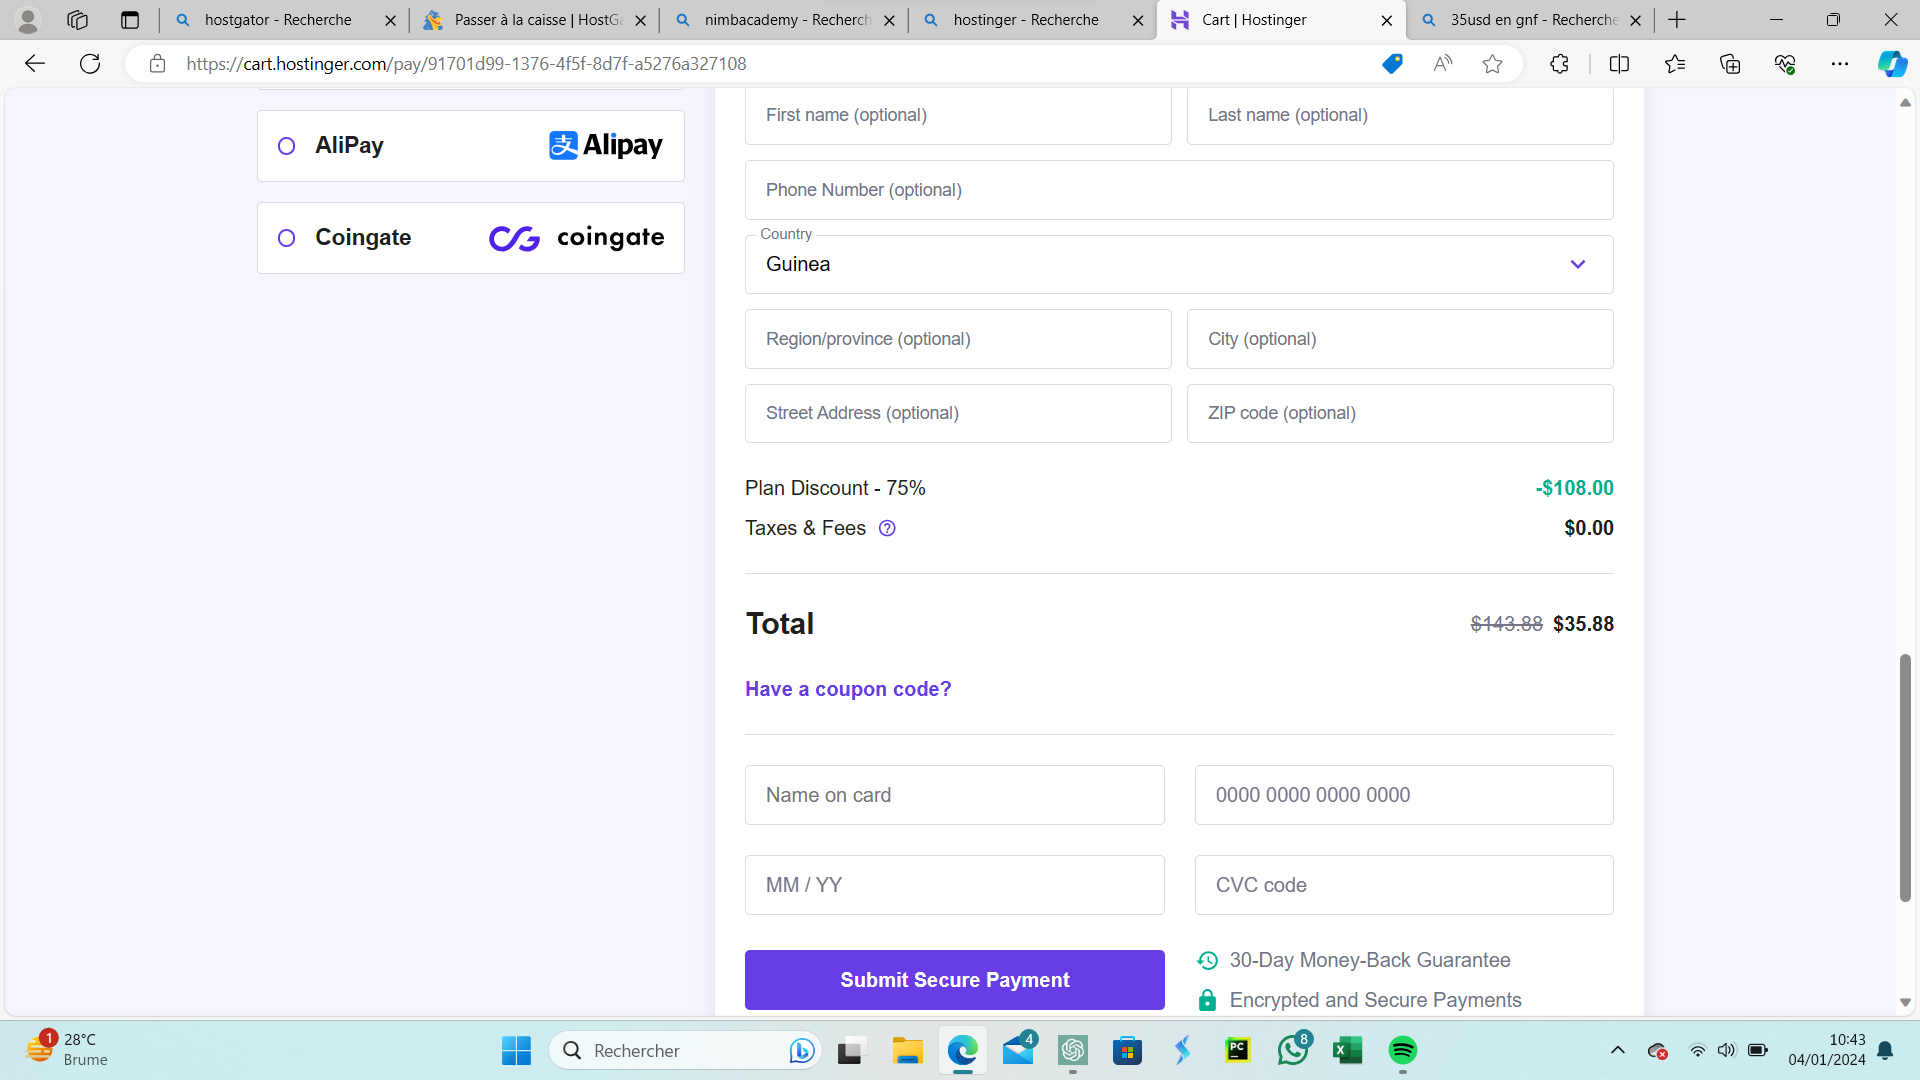 hostgator - Recherche
Passer à la caisse | HostGa
nimbacademy - Recherch
hostinger - Recherche
Cart | Hostinger
35usd en gnf - Recherche
https://cart.hostinger.com/pay/91701d99-1376-4f5f-8d7f-a5276a327108
First name (optional)
Last name (optional)
AliPay
支 Alipay
Phone Number (optional)
Coingate
coingate
Country
Guinea
Region/province (optional)
City (optional)
Street Address (optional)
ZIP code (optional)
Plan Discount - 75%
-$108.00
Taxes & Fees ?
$0.00
Total
$143.88 $35.88
Have a coupon code?
Name on card
0000 0000 0000 0000
MM / YY
CVC code
Submit Secure Payment
30-Day Money-Back Guarantee
Encrypted and Secure Payments
1
28°C
Brume
Rechercher
4
PC
8
10:43
04/01/2024